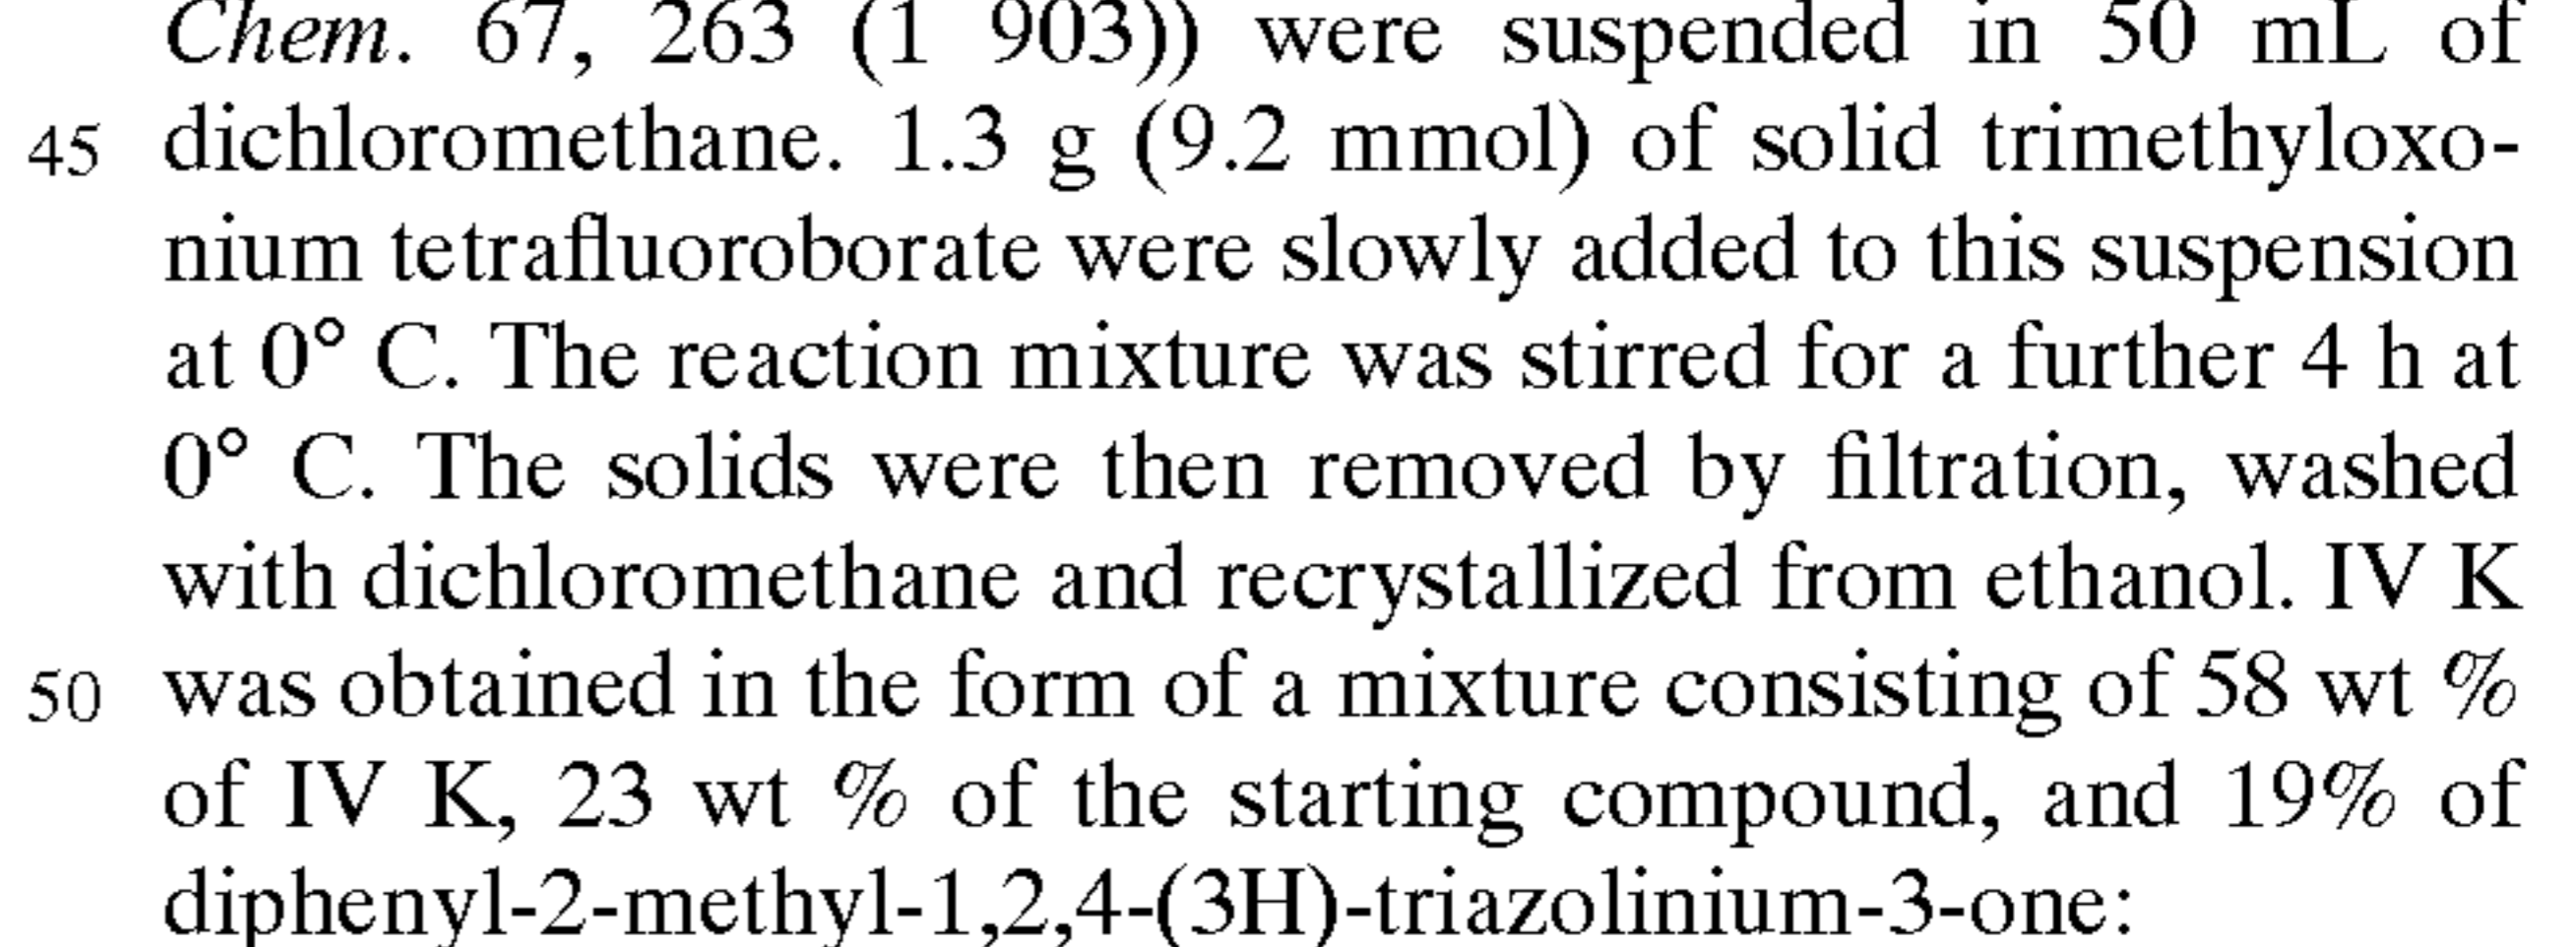 Chem. 67, 263 (1 903)) were suspended in 50 mL of
45 dichloromethane. 1.3 g (9.2 mmol) of solid trimethyloxo-
nium tetrafluoroborate were slowly added to this suspension
at 0° C. The reaction mixture was stirred for a further 4 h at
0° C. The solids were then removed by filtration, washed
with dichloromethane and recrystallized from ethanol. IV K
50 was obtained in the form of a mixture consisting of 58 wt %
of IV K, 23 wt % of the starting compound, and 19% of
diphenyl-2-methyl-1,2,4-(3H)-triazolinium-3-one: